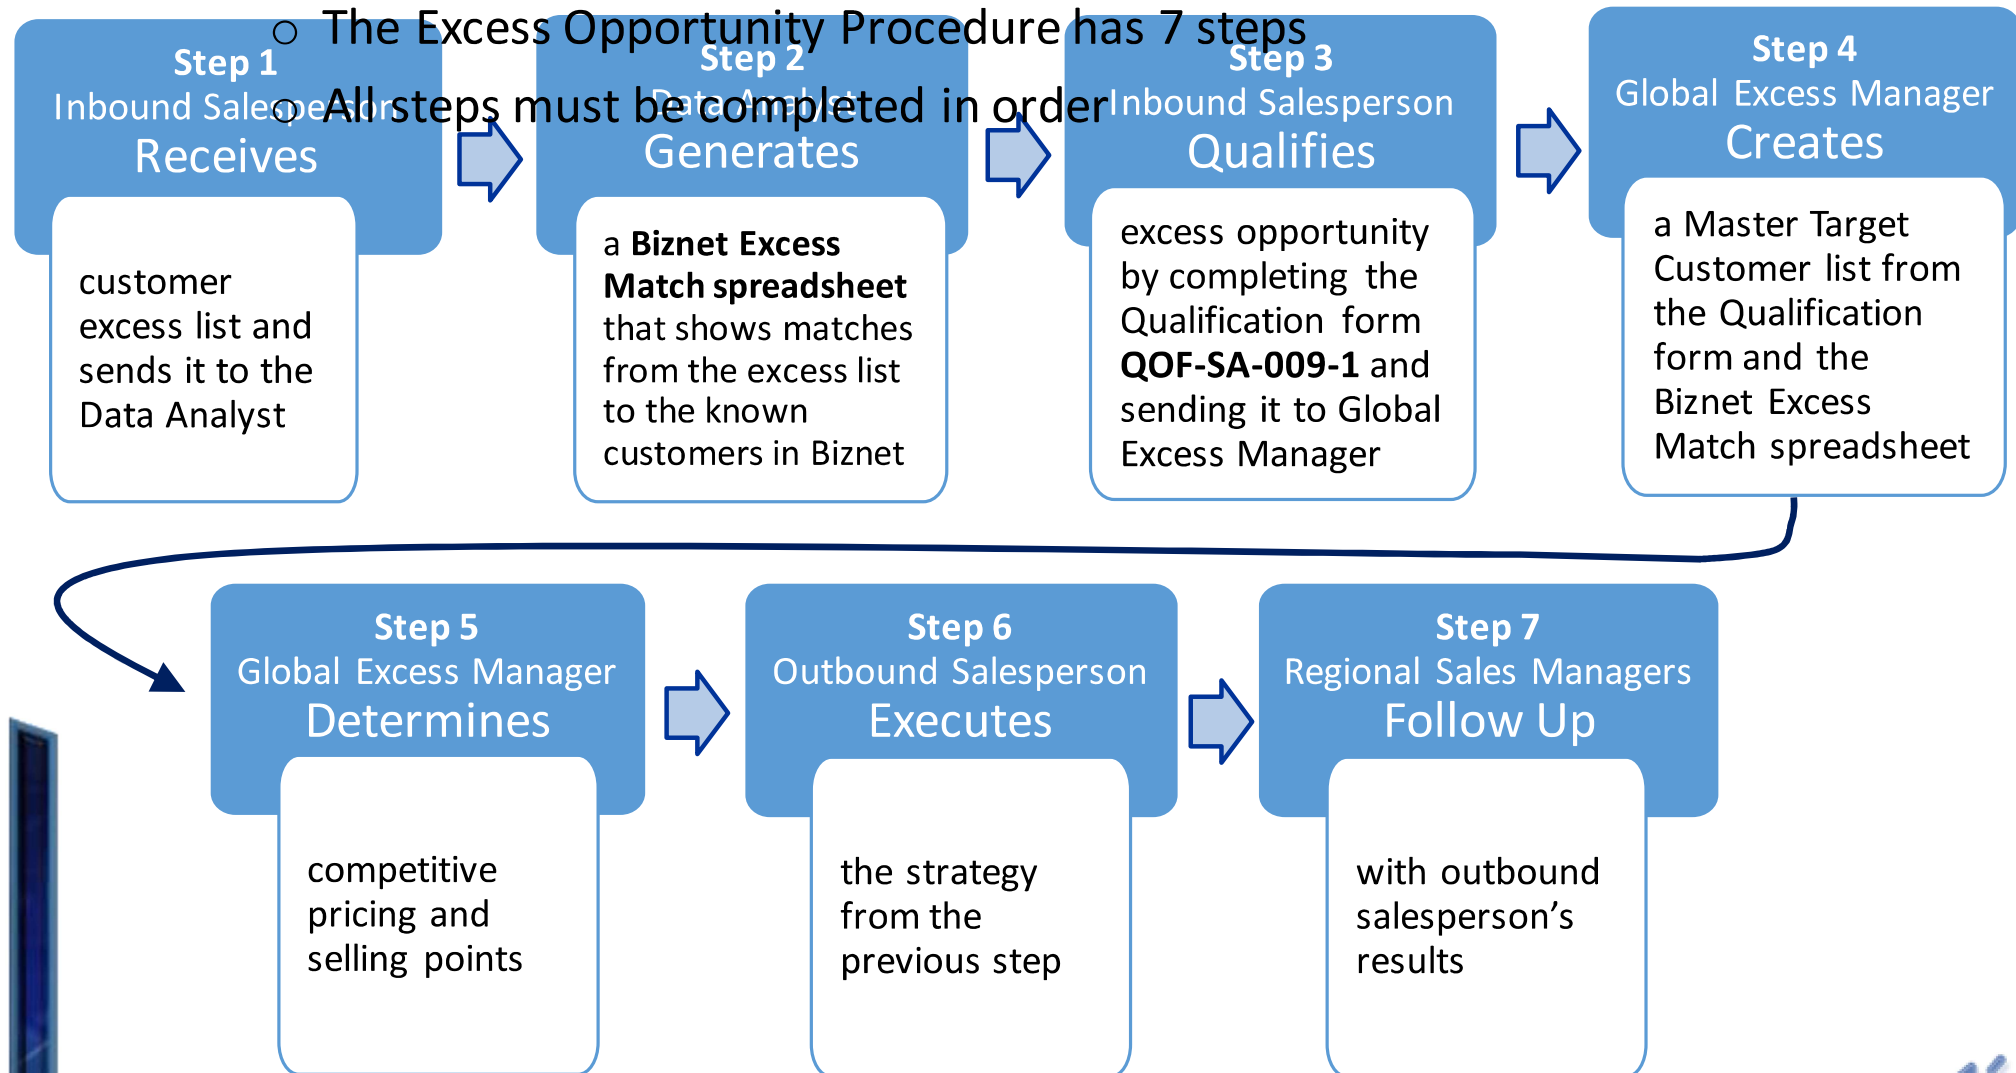 o The Excess Opportunity Procedure has 7 steps
o All steps must be completed in order
Step 1
Inbound Salesperson
Receives
customer
excess list and
sends it to the
Data Analyst
Step 2
Data Analyst
Generates
a Biznet Excess
Match spreadsheet
that shows matches
from the excess list
to the known
customers in Biznet
Step 3
Inbound Salesperson
Qualifies
excess opportunity
by completing the
Qualification form
QOF-SA-009-1 and
sending it to Global
Excess Manager
Step 4
Global Excess Manager
Creates
a Master Target
Customer list from
the Qualification
form and the
Biznet Excess
Match spreadsheet
Step 5
Global Excess Manager
Determines
competitive
pricing and
selling points
Step 6
Outbound Salesperson
Executes
the strategy
from the
previous step
Step 7
Regional Sales Managers
Follow Up
with outbound
salesperson’s
results